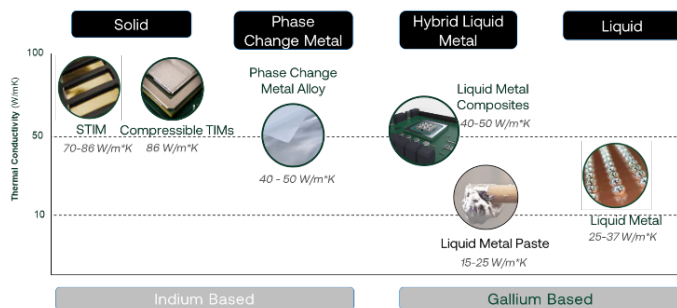 Solid
Phase
Change Metal
Hybrid Liquid
Metal
Liquid
Thermal Conductivity (W/mK)
100
50
10
STIM
70-86 W/m*K
Compressible TIMs
86 W/m*K
Phase Change
Metal Alloy
40 - 50 W/m*K
Liquid Metal
Composites
40-50 W/m*K
Liquid Metal Paste
15-25 W/m*K
Liquid Metal
25-37 W/m*K
Indium Based
Gallium Based